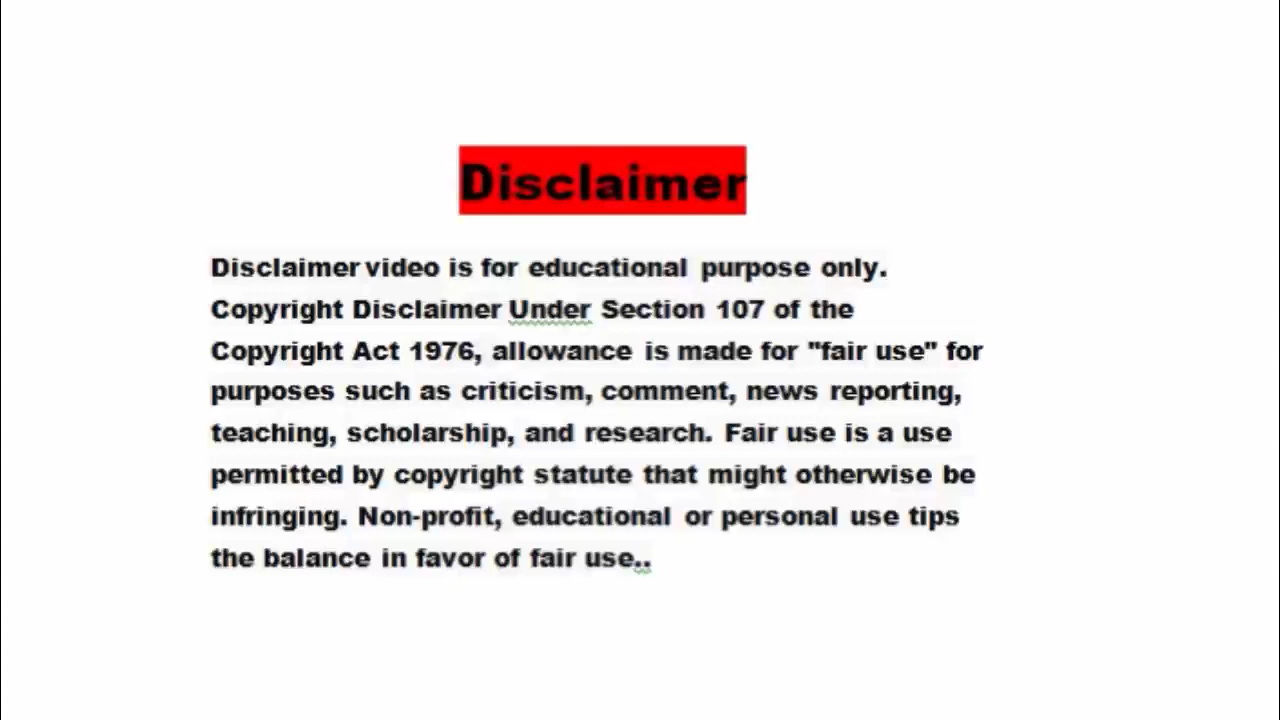 Disclaimer
Disclaimer video is for educational purpose only.
Copyright Disclaimer Under Section 107 of the
Copyright Act 1976, allowance is made for "fair use" for
purposes such as criticism, comment, news reporting,
teaching, scholarship, and research. Fair use is a use
permitted by copyright statute that might otherwise be
infringing. Non-profit, educational or personal use tips
the balance in favor of fair use..